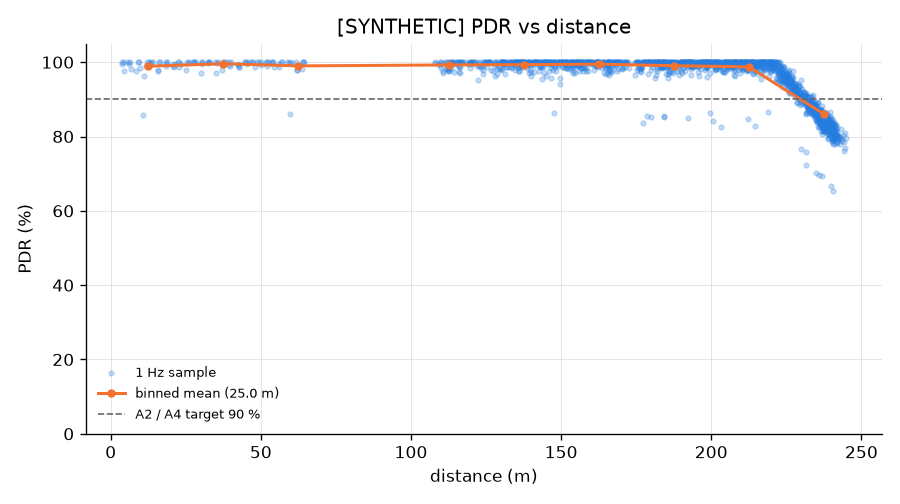 [SYNTHETIC] PDR vs distance
100
80
60
40
20
0
PDR (%)
1 Hz sample
binned mean (25.0 m)
A2 / A4 target 90 %
0 50 100 150 200 250
distance (m)